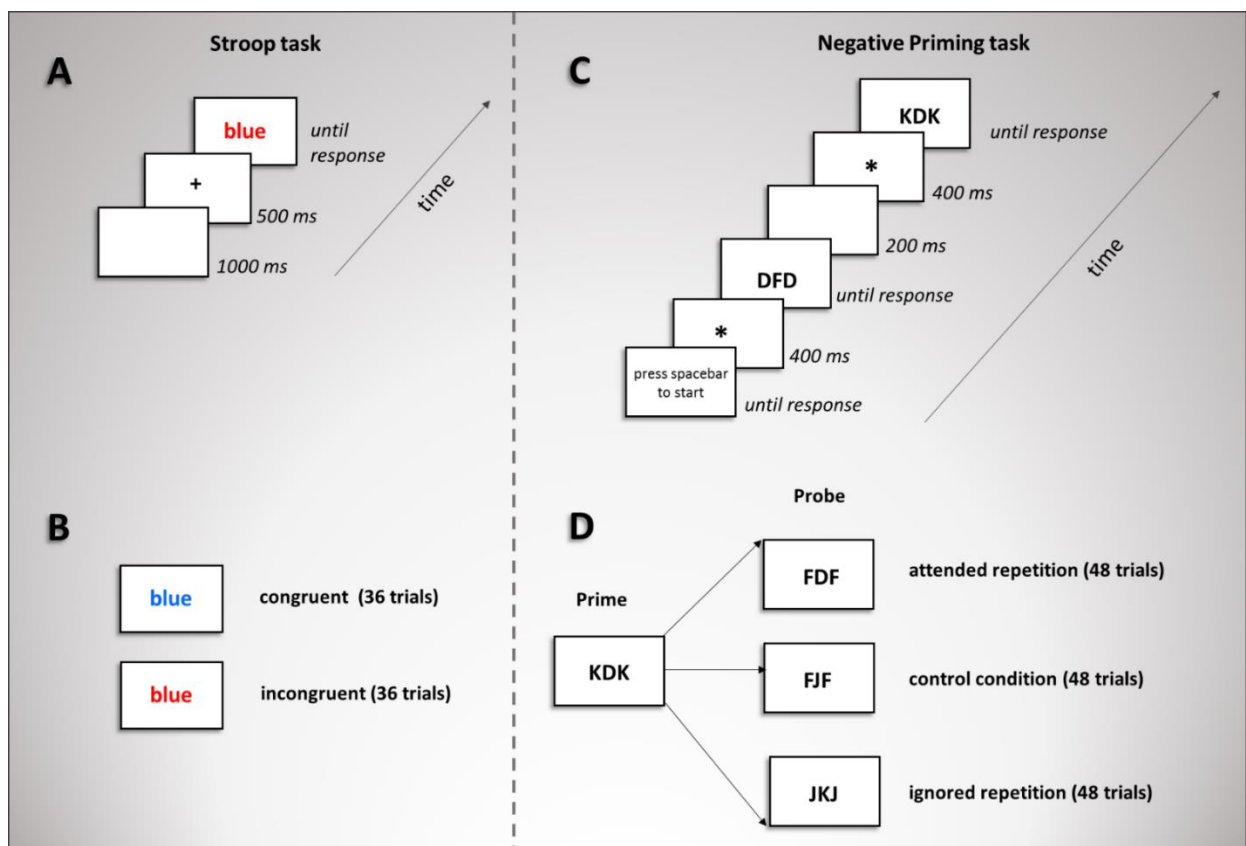 Stroop task
A
blue
until
response
+
500 ms
1000 ms
time
B
blue
congruent (36 trials)
blue
incongruent (36 trials)
Negative Priming task
C
KDK
until response
*
400 ms
200 ms
DFD
until response
*
400 ms
press spacebar
to start
until response
time
D
Probe
Prime
KDK
FDF
attended repetition (48 trials)
FJF
control condition (48 trials)
JKJ
ignored repetition (48 trials)